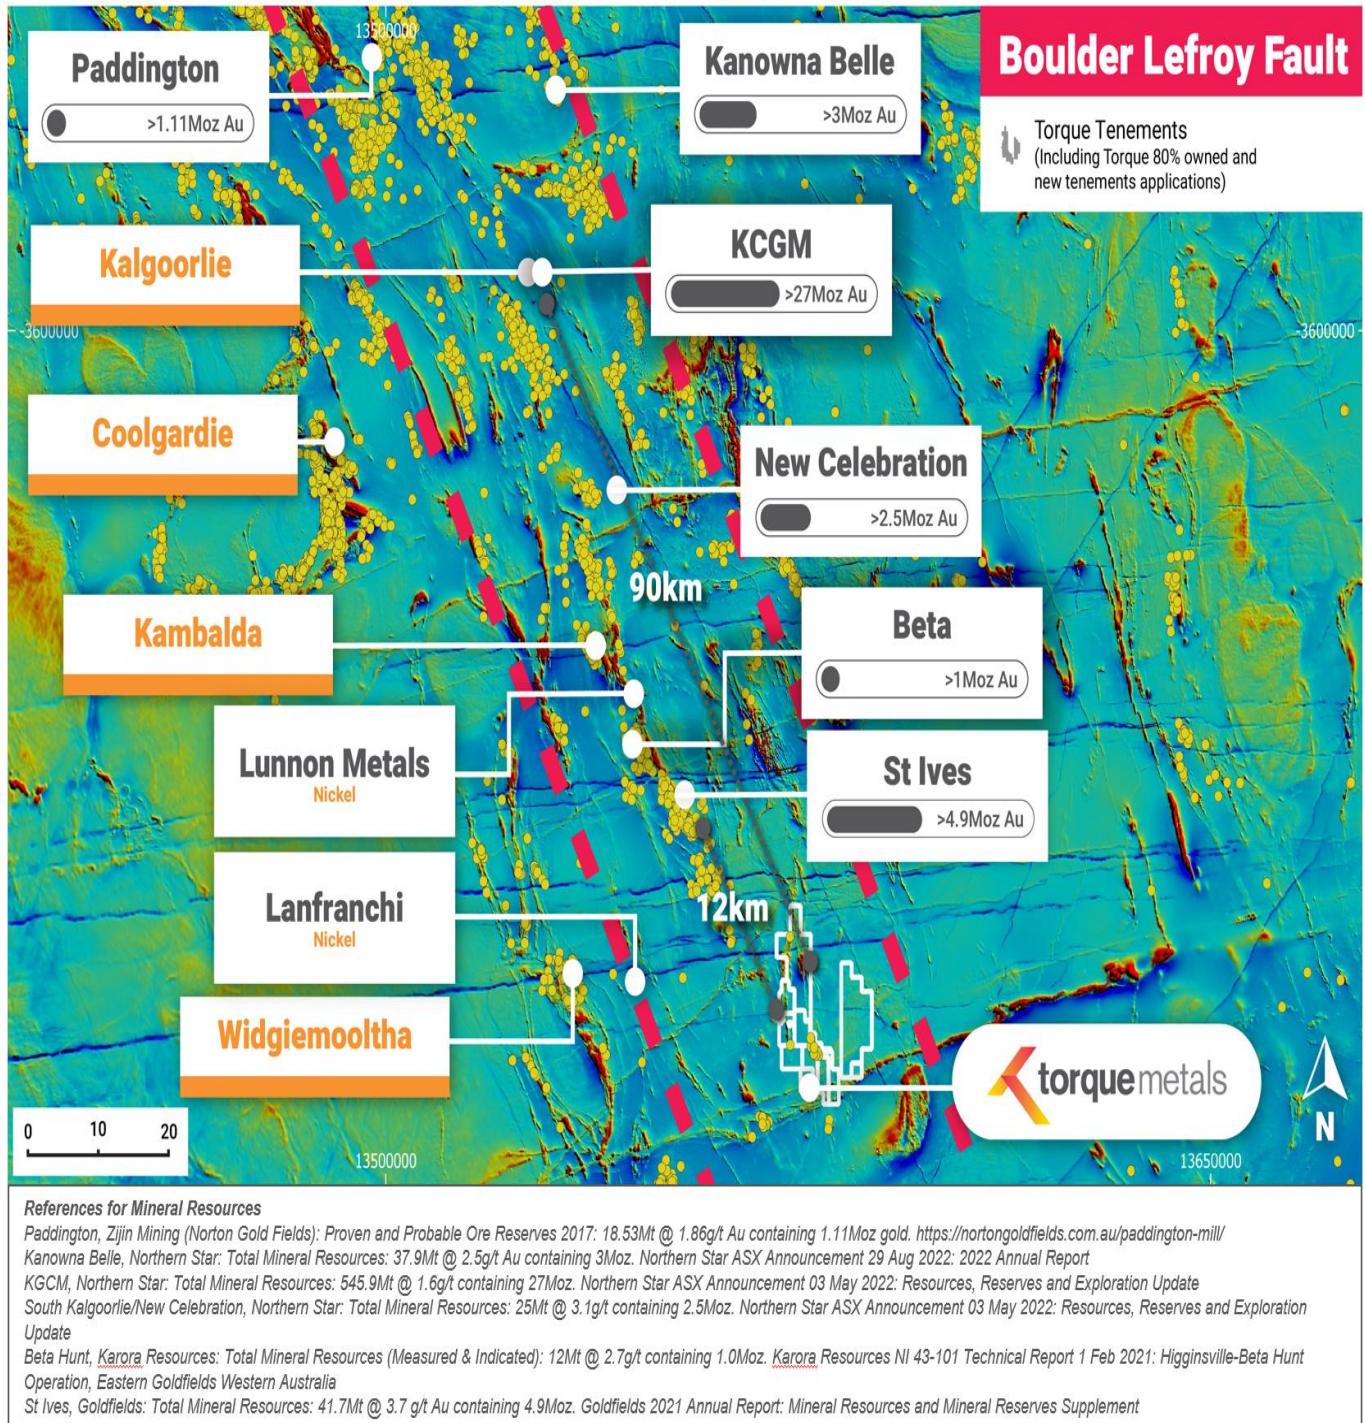 Boulder Lefroy Fault
Torque Tenements
(Including Torque 80% owned and
new tenements applications)
13500000
Paddington
>1.11Moz Au
Kanowna Belle
>3Moz Au
Kalgoorlie
KCGM
>27Moz Au
-3600000
-3600000
Coolgardie
New Celebration
>2.5Moz Au
90km
Kambalda
Beta
>1Moz Au
Lunnon Metals
Nickel
St Ives
>4.9Moz Au
Lanfranchi
Nickel
12km
Widgiemooltha
torquemetals
N
0 10 20
13500000
13650000
References for Mineral Resources
Paddington, Zijin Mining (Norton Gold Fields): Proven and Probable Ore Reserves 2017: 18.53Mt @ 1.86g/t Au containing 1.11Moz gold. https://nortongoldfields.com.au/paddington-mill/
Kanowna Belle, Northern Star: Total Mineral Resources: 37.9Mt @ 2.5g/t Au containing 3Moz. Northern Star ASX Announcement 29 Aug 2022: 2022 Annual Report
KGCM, Northern Star: Total Mineral Resources: 545.9Mt @ 1.6g/t containing 27Moz. Northern Star ASX Announcement 03 May 2022: Resources, Reserves and Exploration Update
South Kalgoorlie/New Celebration, Northern Star: Total Mineral Resources: 25Mt @ 3.1g/t containing 2.5Moz. Northern Star ASX Announcement 03 May 2022: Resources, Reserves and Exploration
Update
Beta Hunt, Karora Resources: Total Mineral Resources (Measured & Indicated): 12Mt @ 2.7g/t containing 1.0Moz. Karora Resources NI 43-101 Technical Report 1 Feb 2021: Higginsville-Beta Hunt
Operation, Eastern Goldfields Western Australia
St Ives, Goldfields: Total Mineral Resources: 41.7Mt @ 3.7 g/t Au containing 4.9Moz. Goldfields 2021 Annual Report: Mineral Resources and Mineral Reserves Supplement